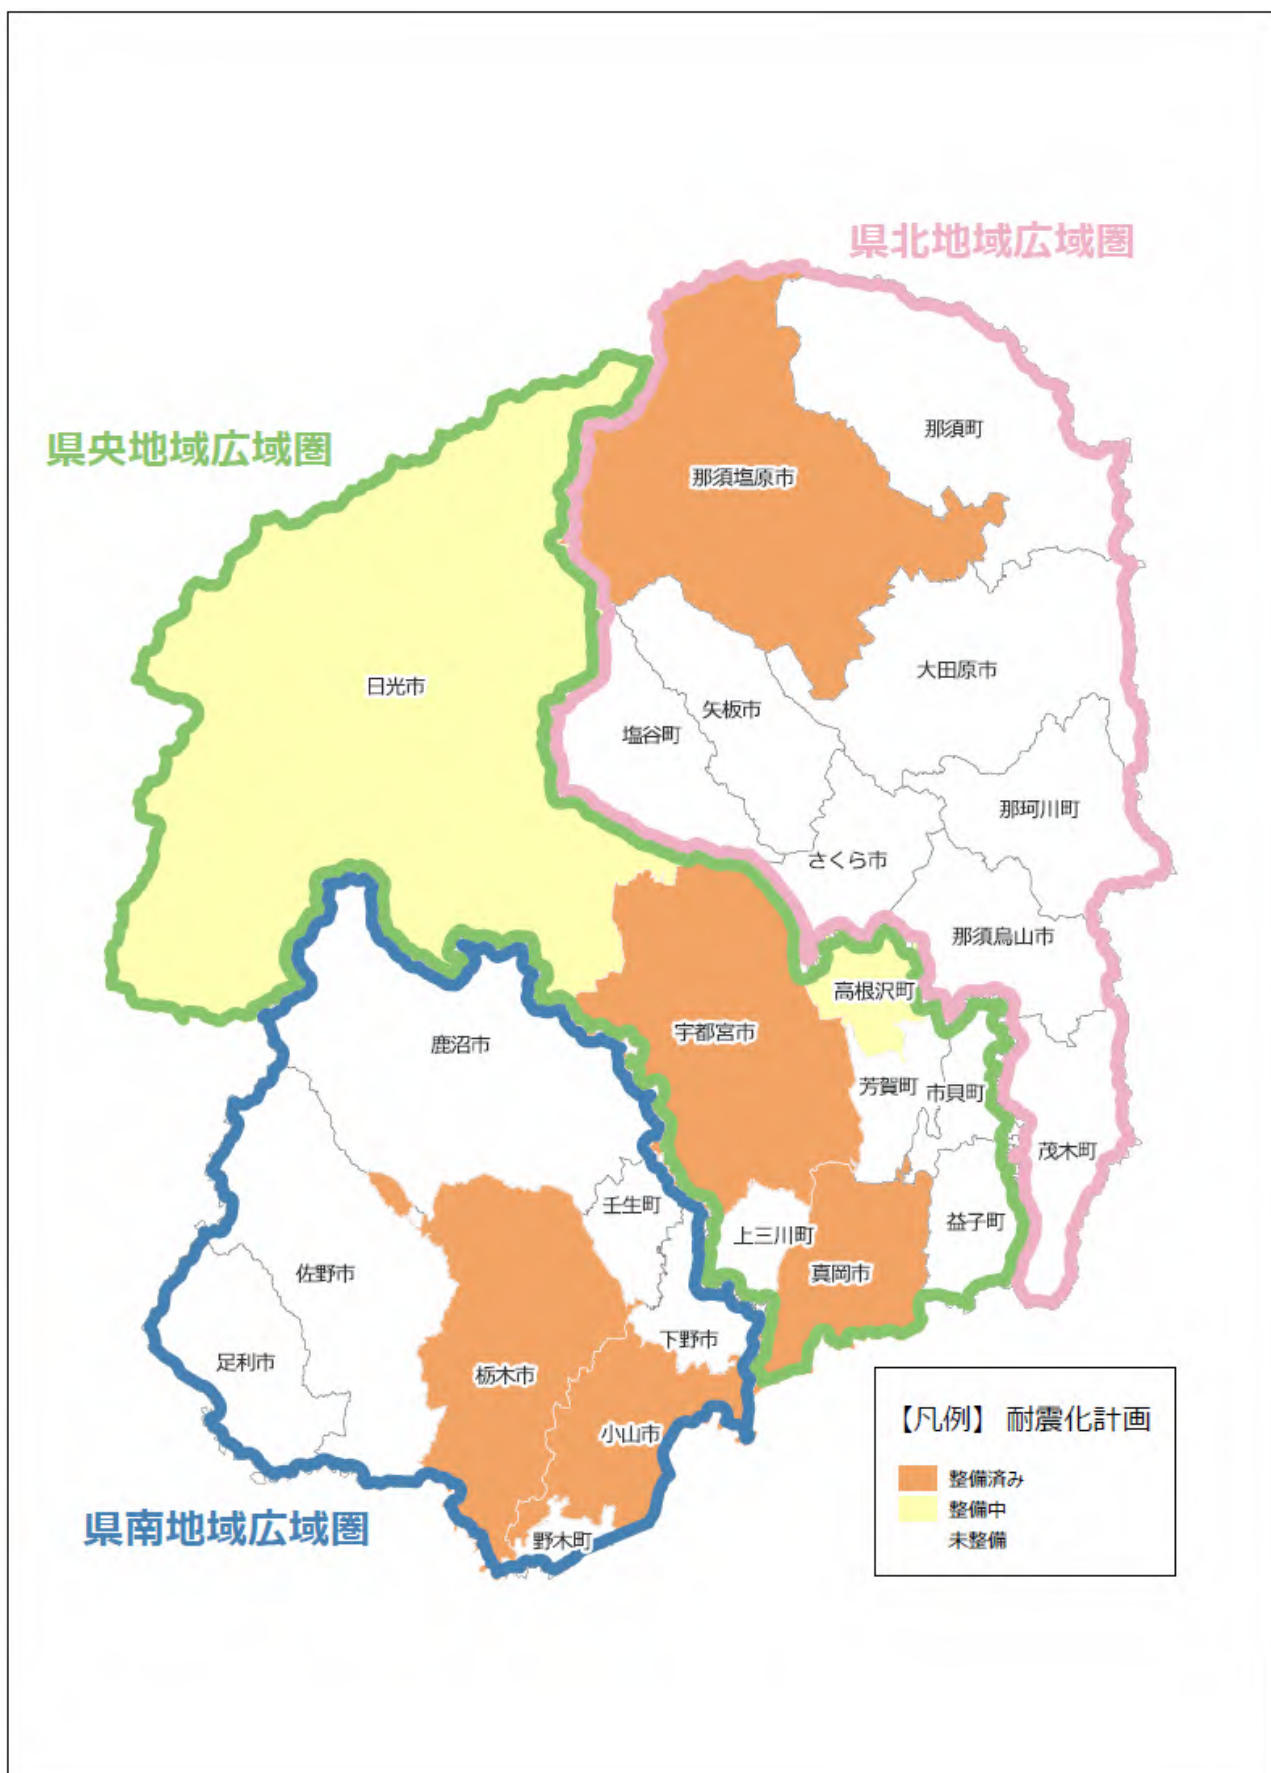 県北地域広域圏
県央地域広域圏
那須町
那須塩原市
大田原市
日光市
矢板市
塩谷町
那珂川町
さくら市
那須烏山市
高根沢町
宇都宮市
鹿沼市
芳賀町
市貝町
茂木町
壬生町
益子町
上三川町
佐野市
真岡市
下野市
足利市
栃木市
小山市
野木町
県南地域広域圏
【凡例】 耐震化計画
整備済み
整備中
未整備